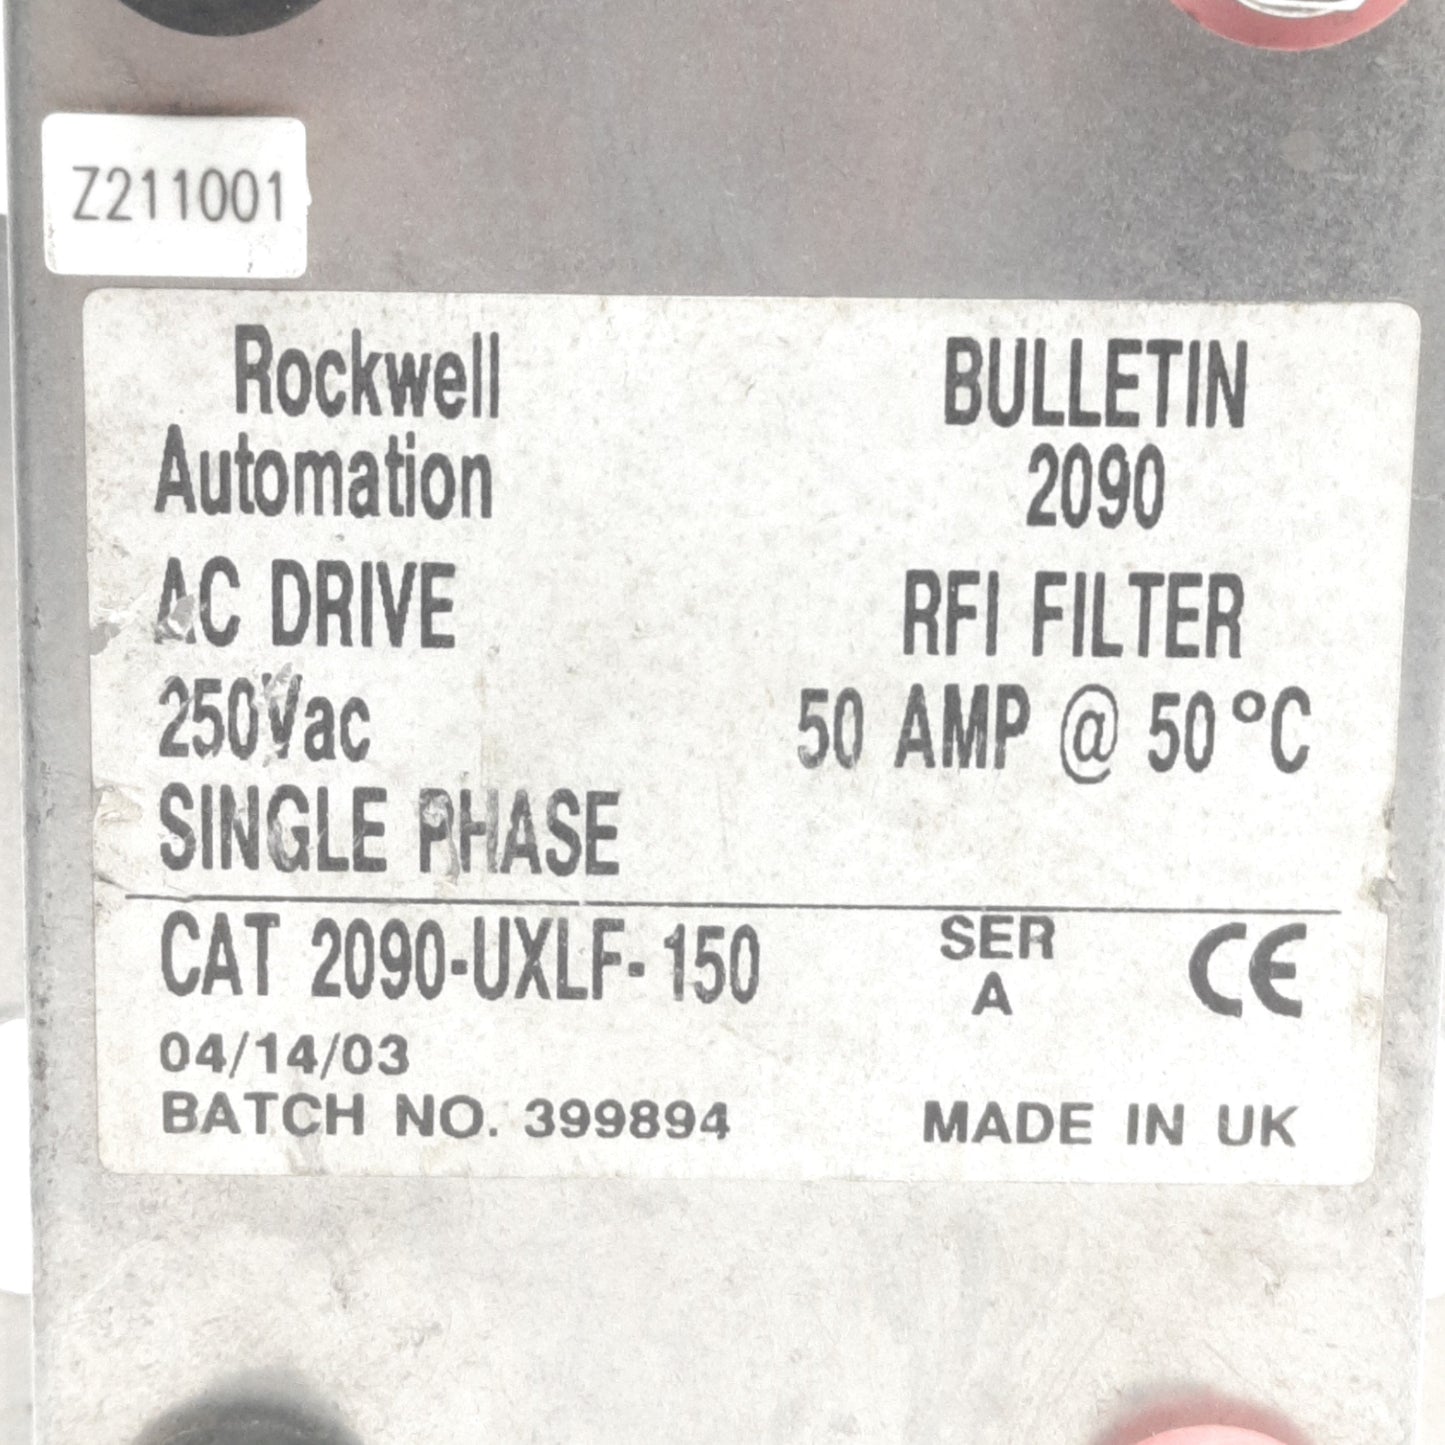 Z211001
Rockwell
Automation
BULLETIN
2090
AC DRIVE
RFI FILTER
250Vac
50 AMP @ 50°C
SINGLE PHASE
CAT 2090-UXLF-150
SER
A
CE
04/14/03
BATCH NO. 399894
MADE IN UK